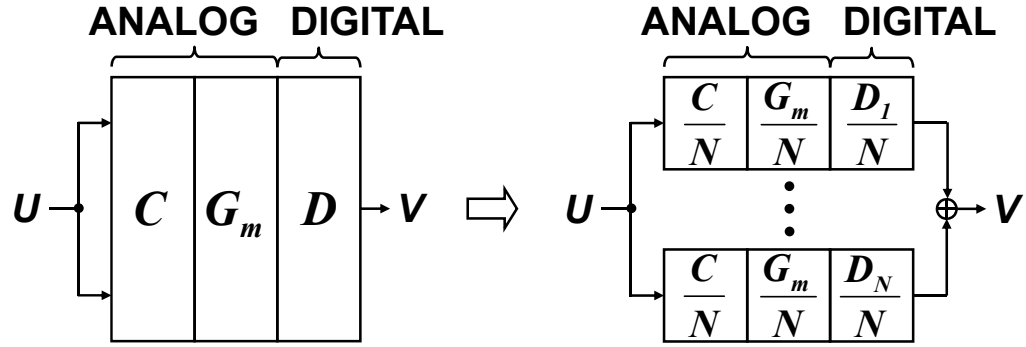 ANALOG DIGITAL ANALOG DIGITAL
C/N G_m/N D_1/N
U C G_m D V U V
C/N G_m/N D_N/N